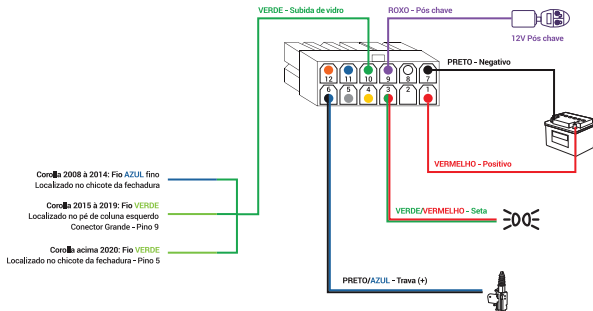 VERDE – Subida de vidro
ROXO – Pós chave
12V Pós chave
PRETO – Negativo
12 11 10 9 8 7
6 5 4 3 2 1
VERMELHO – Positivo
Corolla 2008 à 2014: Fio AZUL fino
Localizado no chicote da fechadura
Corolla 2015 à 2019: Fio VERDE
Localizado no pé de coluna esquerdo
Conector Grande – Pino 9
VERDE/VERMELHO – Seta
Corolla acima 2020: Fio VERDE
Localizado no chicote da fechadura – Pino 5
PRETO/AZUL – Trava (+)